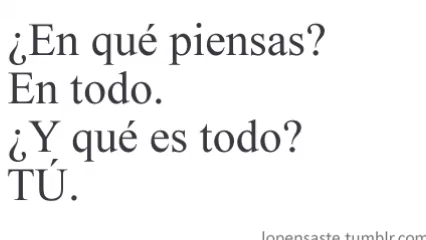 ¿En qué piensas?
En todo.
¿Y qué es todo?
TÚ.
lopensaste.tumblr.com